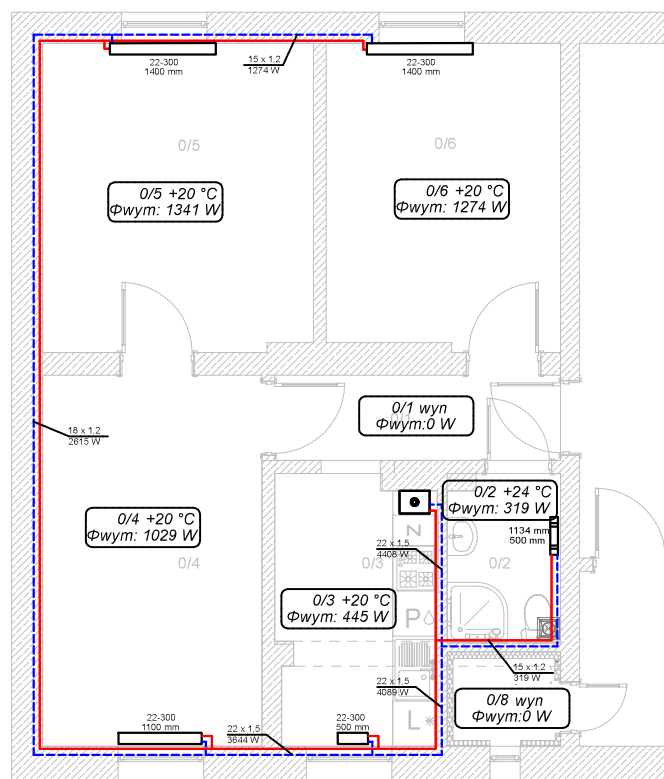 22-300
1400 mm
15 x 1,2
1274 W
22-300
1400 mm
0/5
0/6
0/5 +20 °C
Φwym: 1341 W
0/6 +20 °C
Φwym: 1274 W
0/1 wyn
Φwym:0 W
18 x 1,2
2615 W
0/2 +24 °C
Φwym: 319 W
0/4 +20 °C
Φwym: 1029 W
N
1134 mm
500 mm
22 x 1,5
4408 W
0/4
0/3
0/2
0/3 +20 °C
Φwym: 445 W
P
15 x 1,2
319 W
22 x 1,5
4089 W
0/8 wyn
Φwym:0 W
22-300
1100 mm
22 x 1,5
3644 W
22-300
500 mm
L*